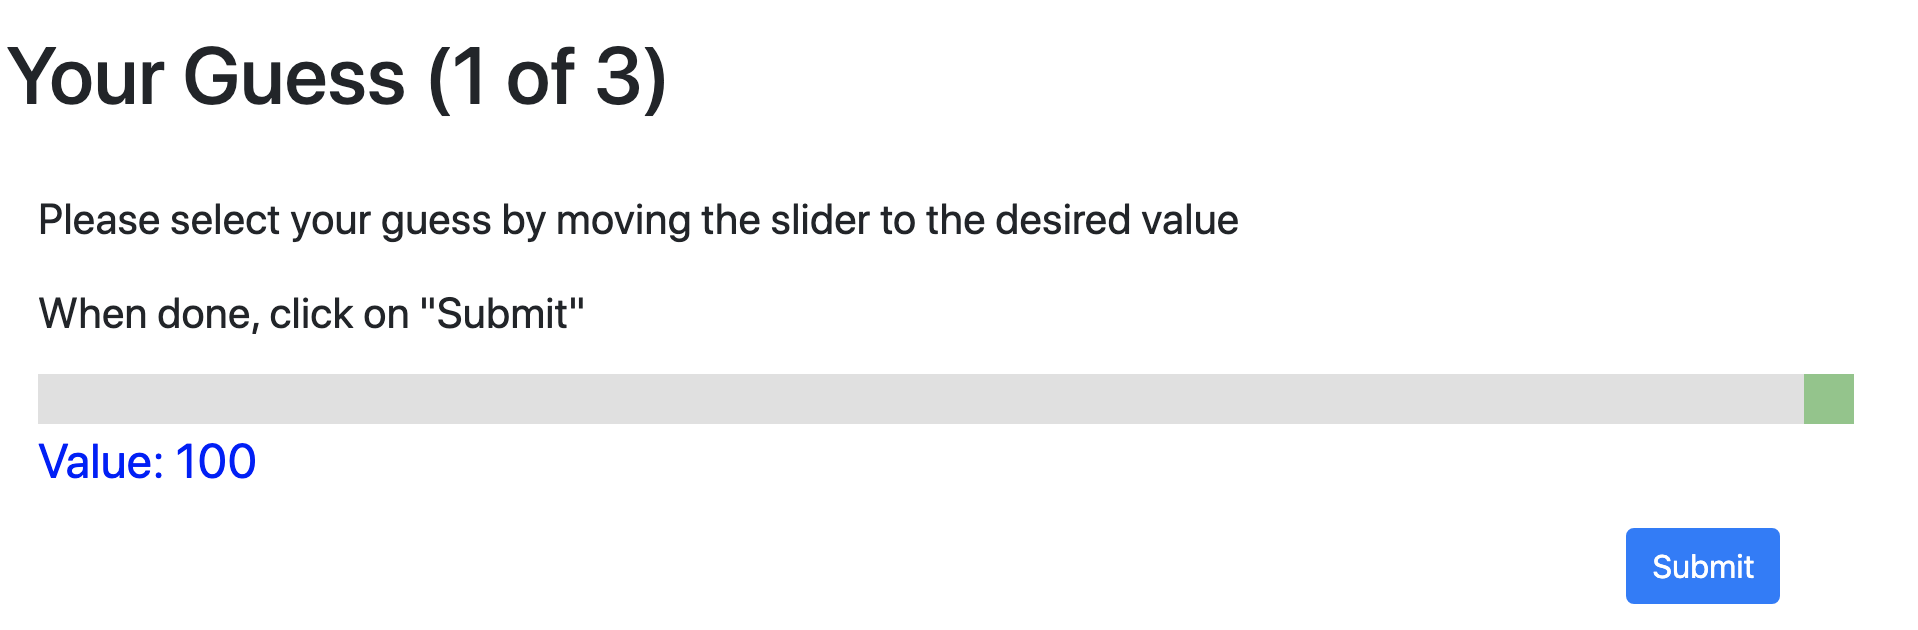 Your Guess (1 of 3)
Please select your guess by moving the slider to the desired value
When done, click on "Submit"
Value: 100
Submit